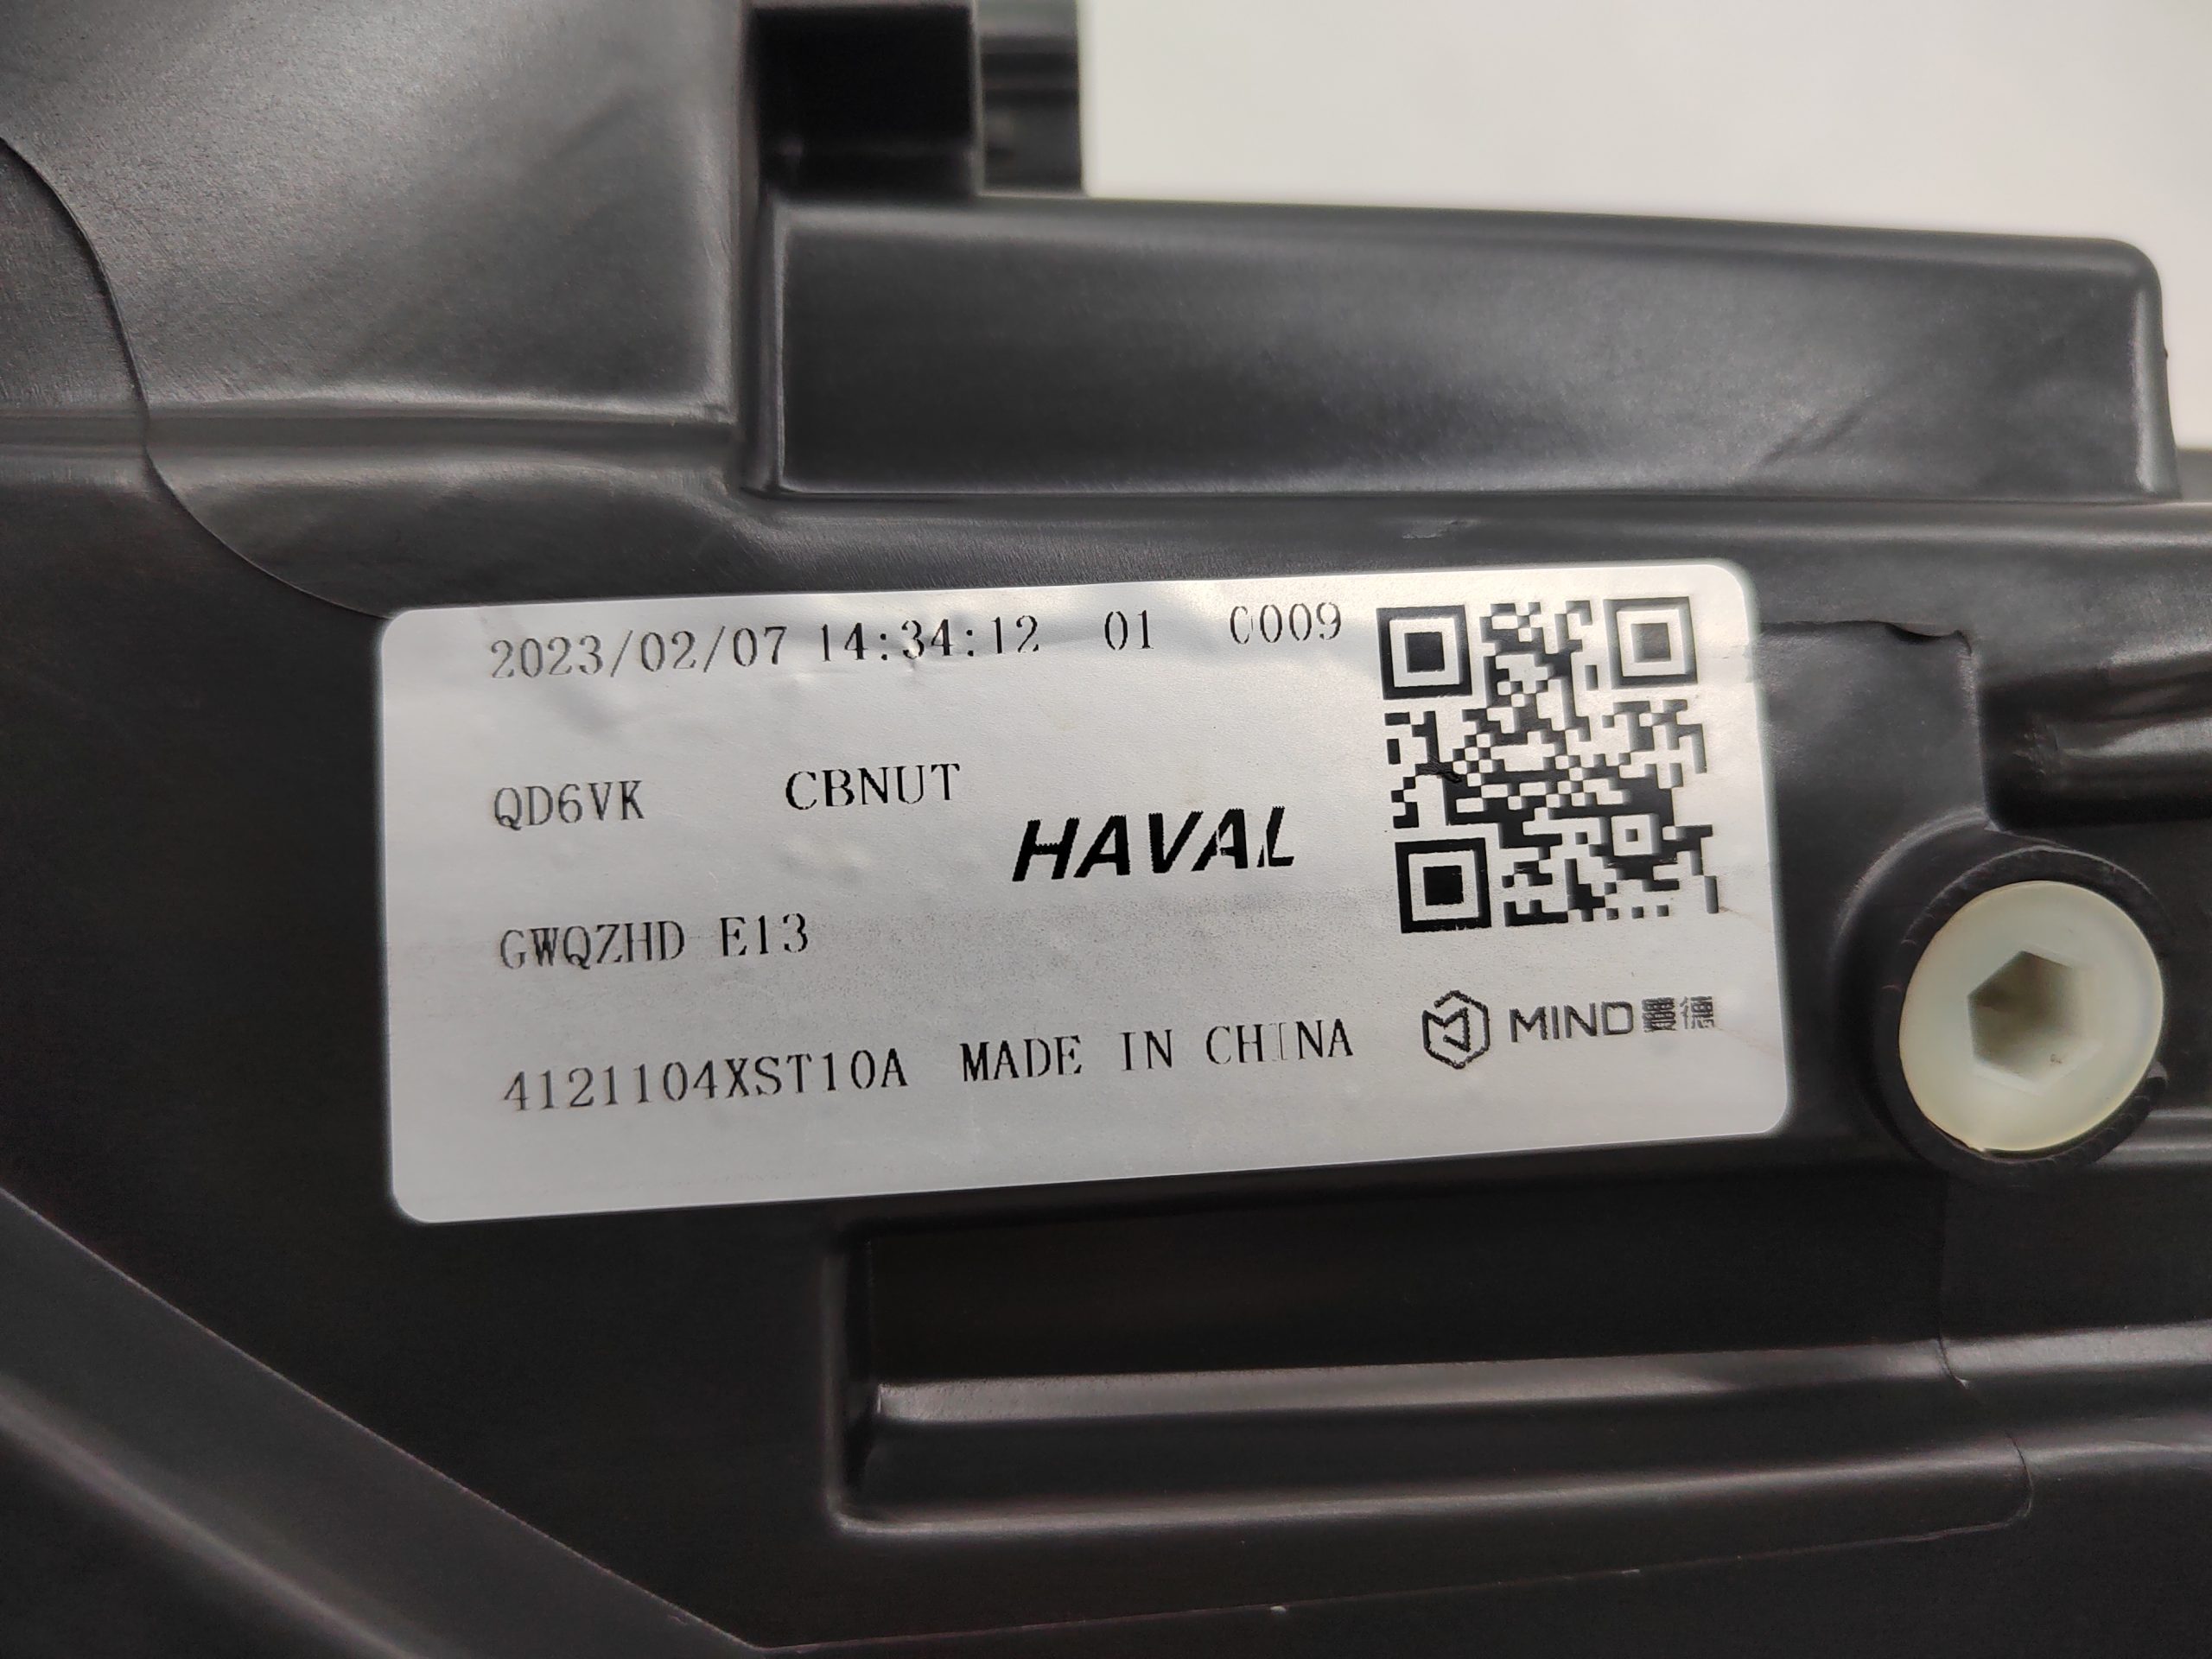 2023/02/07 14:34:12 01 C009
QD6VK CBNUT
HAVAL
GWQZHD E13
4121104XST10A MADE IN CHINA
MIND曼德